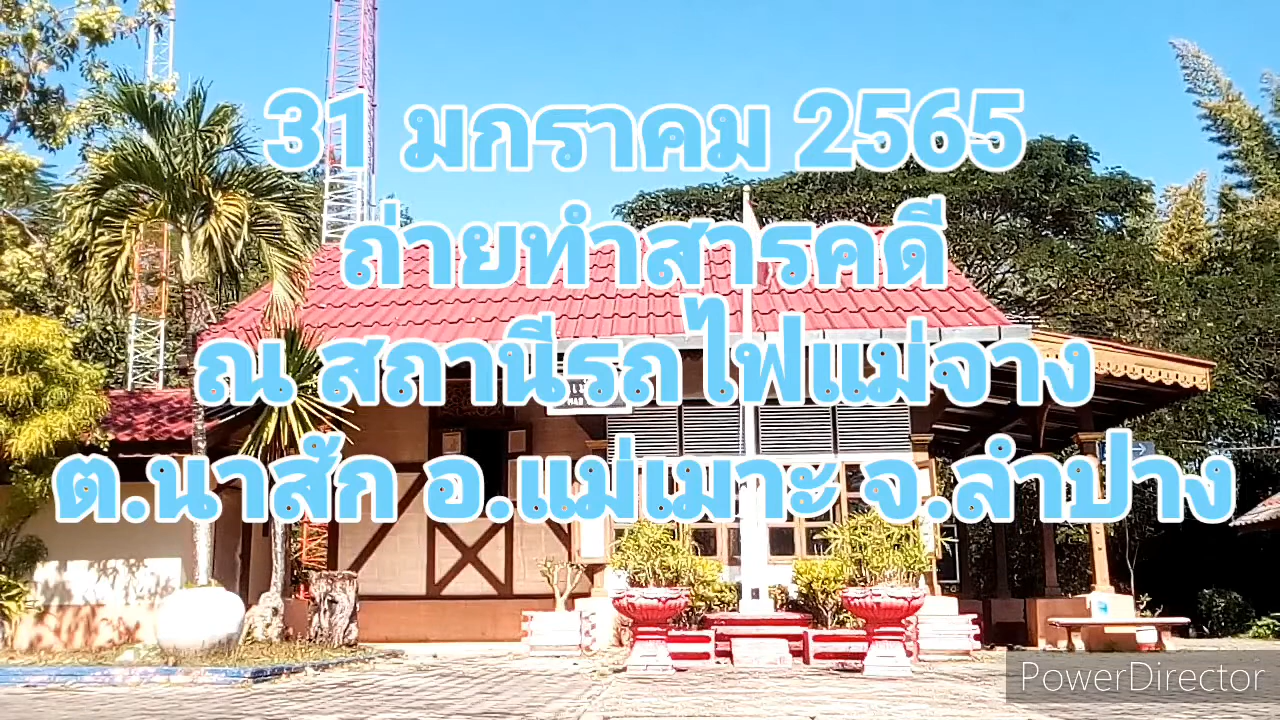 31 มกราคม 2565
ถ่ายทำสารคดี
ณ สถานีรถไฟแม่จาง
ต.นาสัก อ.แม่เมาะ จ.ลำปาง
PowerDirector